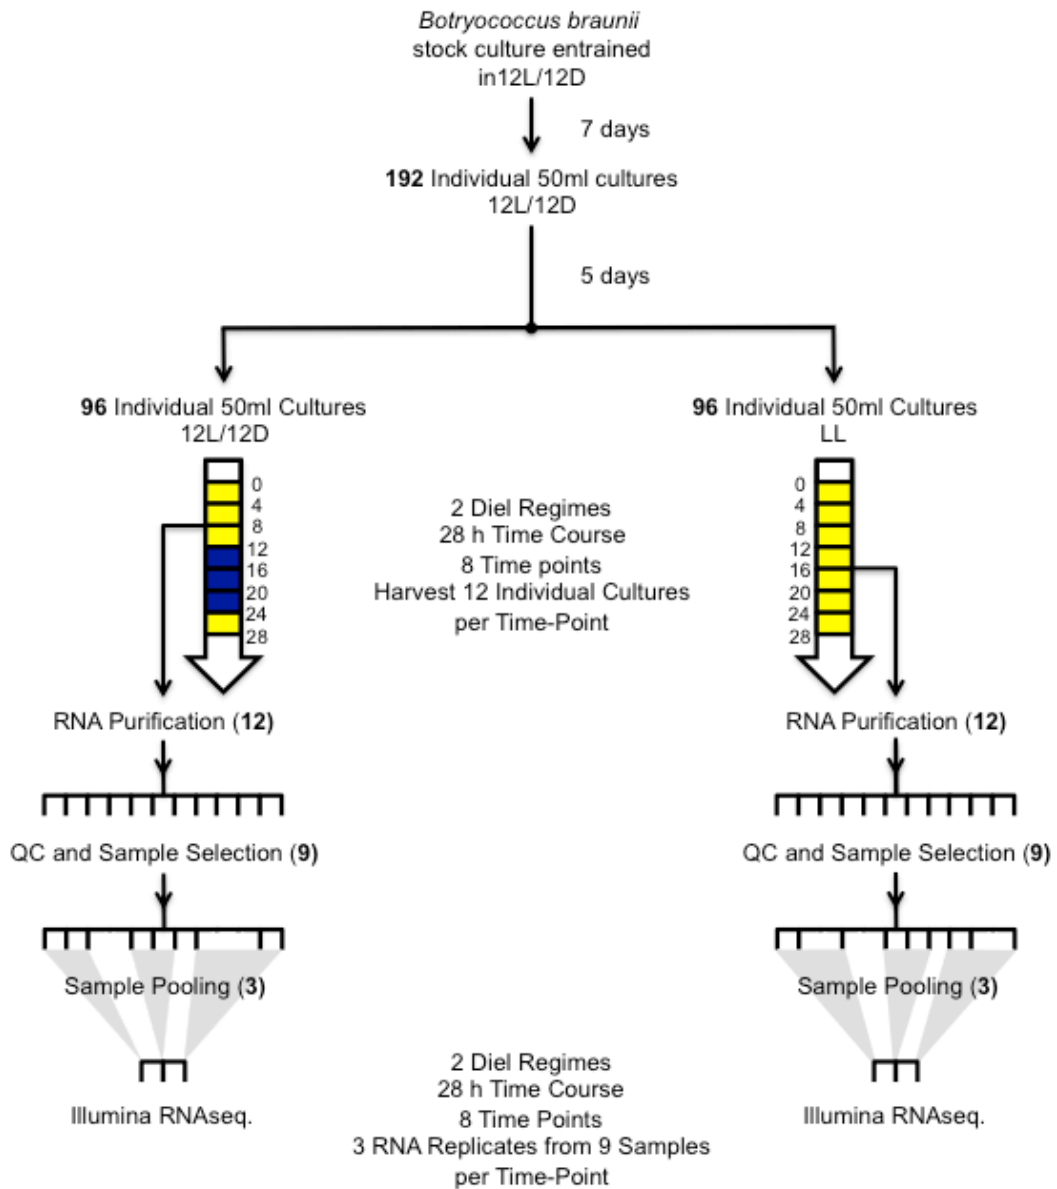 Botryococcus braunii
stock culture entrained
in12L/12D
7 days
192 Individual 50ml cultures
12L/12D
5 days
96 Individual 50ml Cultures
12L/12D
0
4
8
12
16
20
24
28
2 Diel Regimes
28 h Time Course
8 Time points
Harvest 12 Individual Cultures
per Time-Point
96 Individual 50ml Cultures
LL
0
4
8
12
16
20
24
28
RNA Purification (12)
QC and Sample Selection (9)
Sample Pooling (3)
Illumina RNAseq.
RNA Purification (12)
QC and Sample Selection (9)
Sample Pooling (3)
Illumina RNAseq.
2 Diel Regimes
28 h Time Course
8 Time Points
3 RNA Replicates from 9 Samples
per Time-Point